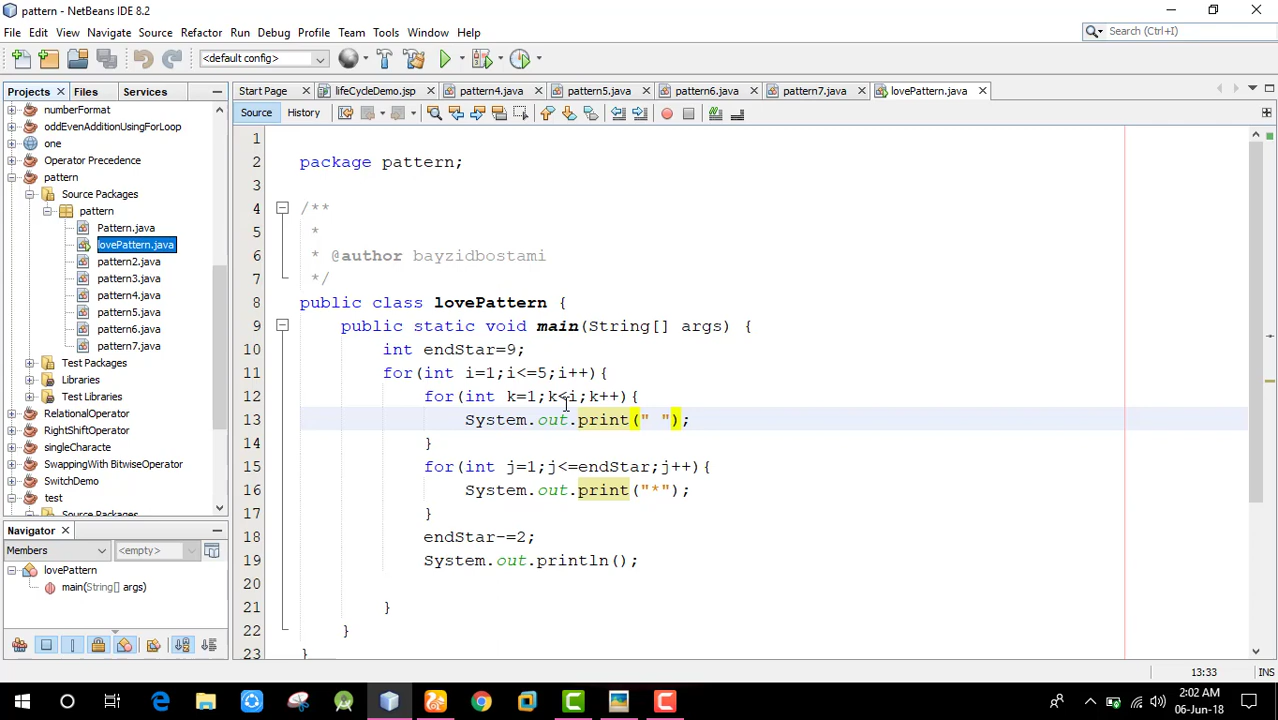 pattern - NetBeans IDE 8.2
File Edit View Navigate Source Refactor Run Debug Profile Team Tools Window Help
Search (Ctrl+I)
<default config>
Projects Files Services
Start Page lifeCycleDemo.jsp pattern4.java pattern5.java pattern6.java pattern7.java lovePattern.java
Source History
numberFormat
oddEvenAdditionUsingForLoop
one
Operator Precedence
pattern
Source Packages
pattern
Pattern.java
lovePattern.java
pattern2.java
pattern3.java
pattern4.java
pattern5.java
pattern6.java
pattern7.java
Test Packages
Libraries
Test Libraries
RelationalOperator
RightShiftOperator
singleCharacte
SwappingWithBitwiseOperator
SwitchDemo
test
Source Packages
Navigator
Members <empty>
lovePattern
main(String[] args)
1
2 package pattern;
3
4 /**
5 *
6 * @author bayzidbostami
7 */
8 public class lovePattern {
9 public static void main(String[] args) {
10 int endStar=9;
11 for(int i=1;i<=5;i++){
12 for(int k=1;k<i;k++){
13 System.out.print(" ");
14 }
15 for(int j=1;j<=endStar;j++){
16 System.out.print("*");
17 }
18 endStar-=2;
19 System.out.println();
20
21 }
22 }
23 }
13:33 INS
2:02 AM
06-Jun-18